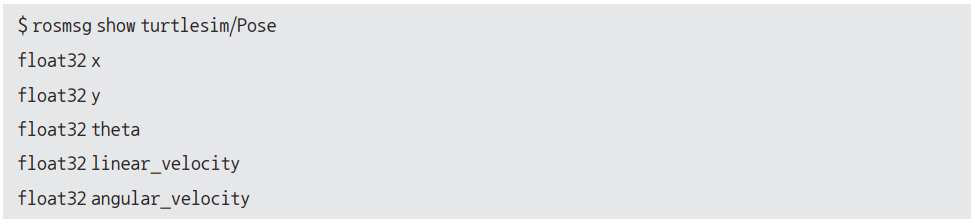 $ rosmsg show turtlesim/Pose
float32 x
float32 y
float32 theta
float32 linear_velocity
float32 angular_velocity